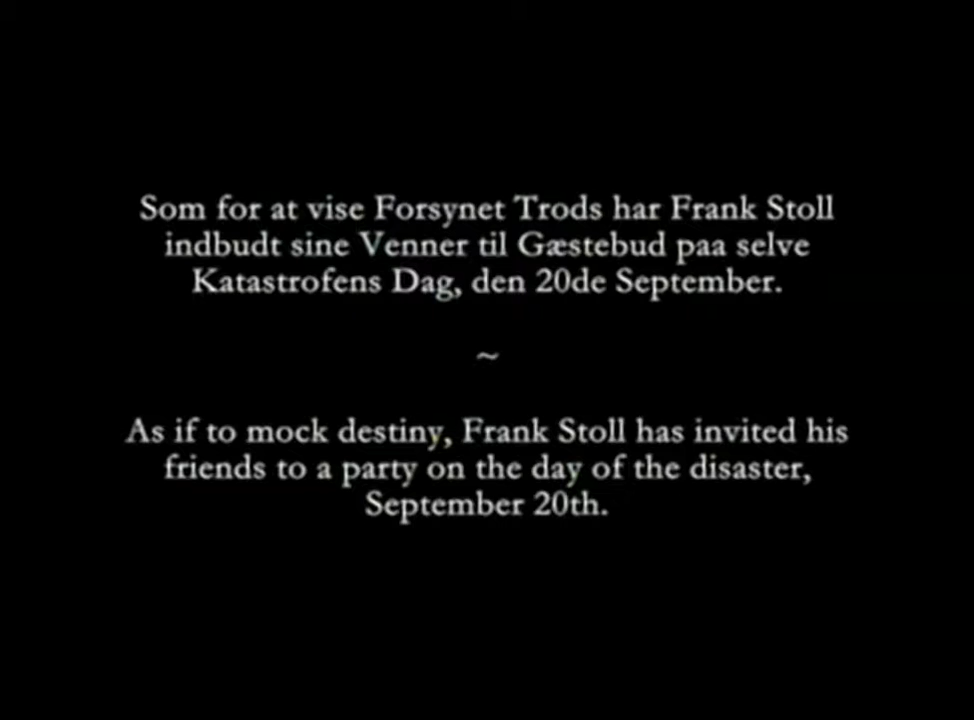 Som for at vise Forsynet Trods har Frank Stoll
indbudt sine Venner til Gæstebud paa selve
Katastrofens Dag, den 20de September.
~
As if to mock destiny, Frank Stoll has invited his
friends to a party on the day of the disaster,
September 20th.